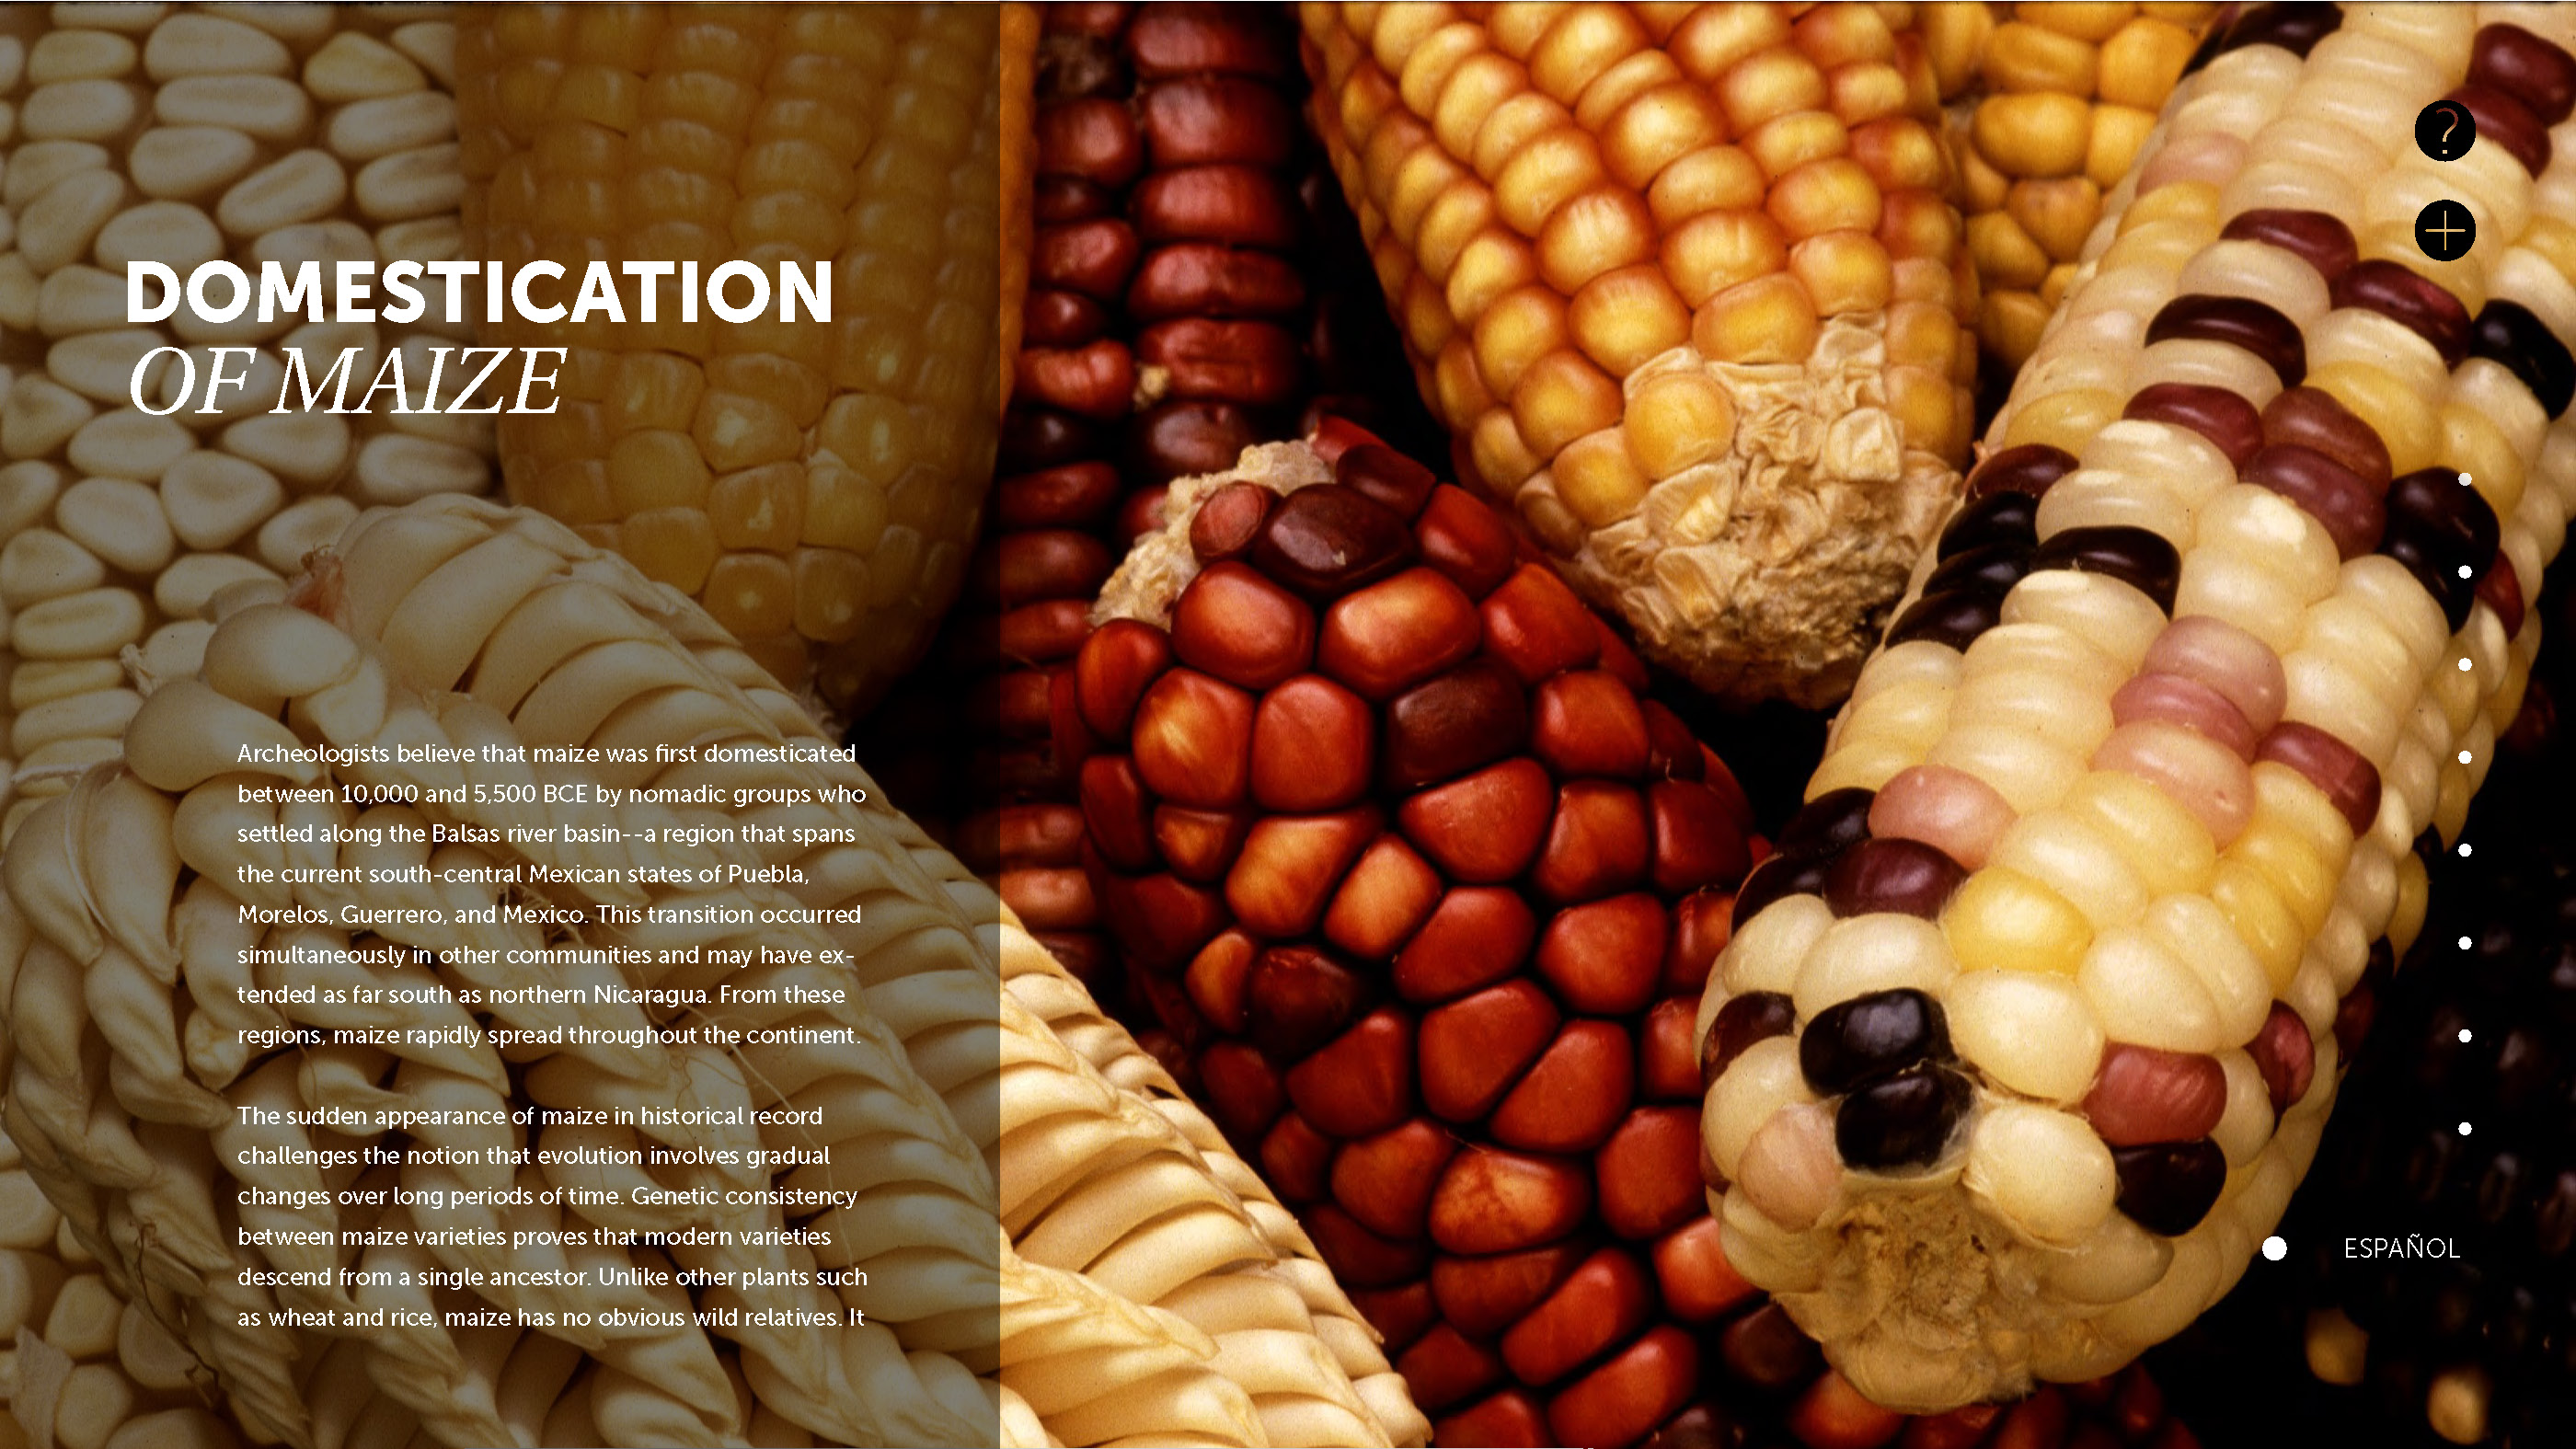 DOMESTICATION
OF MAIZE
Archeologists believe that maize was first domesticated
between 10,000 and 5,500 BCE by nomadic groups who
settled along the Balsas river basin--a region that spans
the current south-central Mexican states of Puebla,
Morelos, Guerrero, and Mexico. This transition occurred
simultaneously in other communities and may have ex-
tended as far south as northern Nicaragua. From these
regions, maize rapidly spread throughout the continent.
The sudden appearance of maize in historical record
challenges the notion that evolution involves gradual
changes over long periods of time. Genetic consistency
between maize varieties proves that modern varieties
descend from a single ancestor. Unlike other plants such
as wheat and rice, maize has no obvious wild relatives. It
?
+
ESPAÑOL